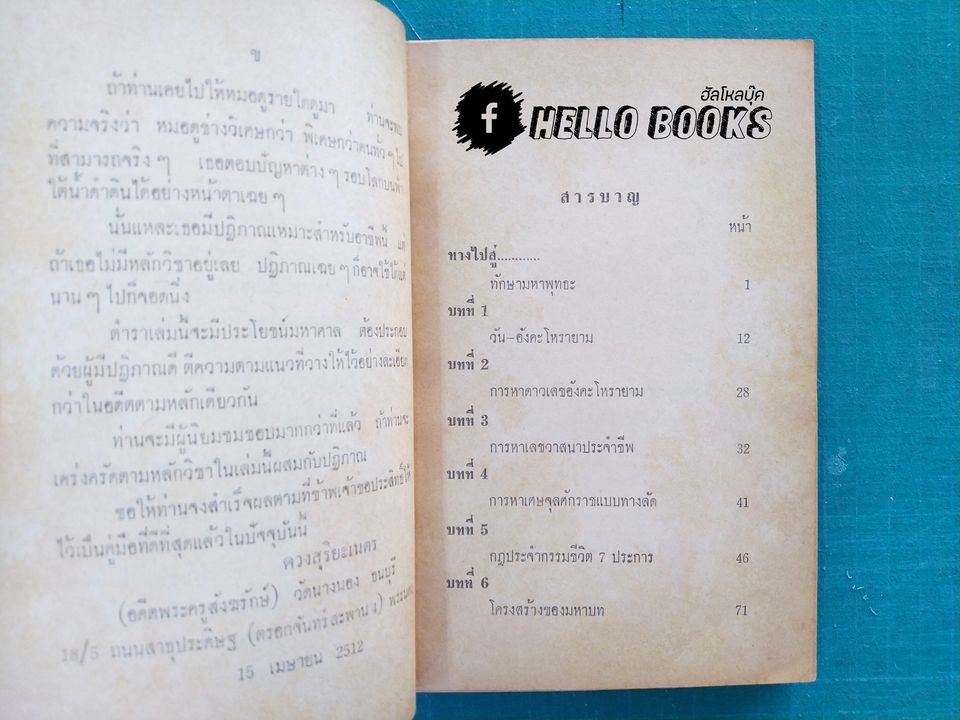 ข
ถ้าท่านเคยไปให้หมอดูรายใดดูมา ท่านจะพบ
ความจริงว่า หมอดูช่างวิเศษกว่า พิเศษกว่าคนทั่วๆไป
ที่สามารถจริงๆ เธอตอบปัญหาต่างๆรอบโลกบนฟ้า
ใต้น้ำดำดินได้อย่างหน้าตาเฉยๆ
นั้นแหละเธอมีปฏิภาณเหมาะสำหรับอาชีพนี้ แต่
ถ้าเธอไม่มีหลักวิชาอยู่เลย ปฏิภาณเฉยๆก็อาจใช้ได้แต่
นานๆไปก็จอดนิ่ง
ตำราเล่มนี้จะมีประโยชน์มหาศาล ต้องประกอบ
ด้วยผู้มีปฏิภาณดี ตีความตามแนวที่วางให้ไว้อย่างละเอียด
กว่าในอดีตตามหลักเดียวกัน
ท่านจะมีผู้นิยมชมชอบมากกว่าที่แล้ว ถ้าท่านจะ
เคร่งครัดตามหลักวิชาในเล่มนี้ผสมกับปฏิภาณ
ขอให้ท่านจงสำเร็จผลตามที่ข้าพเจ้าขอประสิทธิ์ให้
ไว้เป็นคู่มือที่ดีที่สุดแล้วในปัจจุบันนี้
ดวงสุริยะเนตร
(อดีตพระครูสังฆรักษ์) วัดนางนอง ธนบุรี
18/5 ถนนสาธุประดิษฐ (ตรอกจันทร์สะพาน 4)
15 เมษายน 2512
ฮัลโหลบุ๊ค
f HELLO BOOKS
สารบาญ
หน้า
ทางไปสู่............
ทักษามหาพุทธะ 1
บทที่ 1
วัน-อังคะโหรายาม 12
บทที่ 2
การหาดาวเลขอังคะโหรายาม 28
บทที่ 3
การหาเลขวาสนาประจำชีพ 32
บทที่ 4
การหาเศษจุลศักราชแบบทางลัด 41
บทที่ 5
กฎประจำกรรมชีวิต 7 ประการ 46
บทที่ 6
โครงสร้างของมหาบท 71